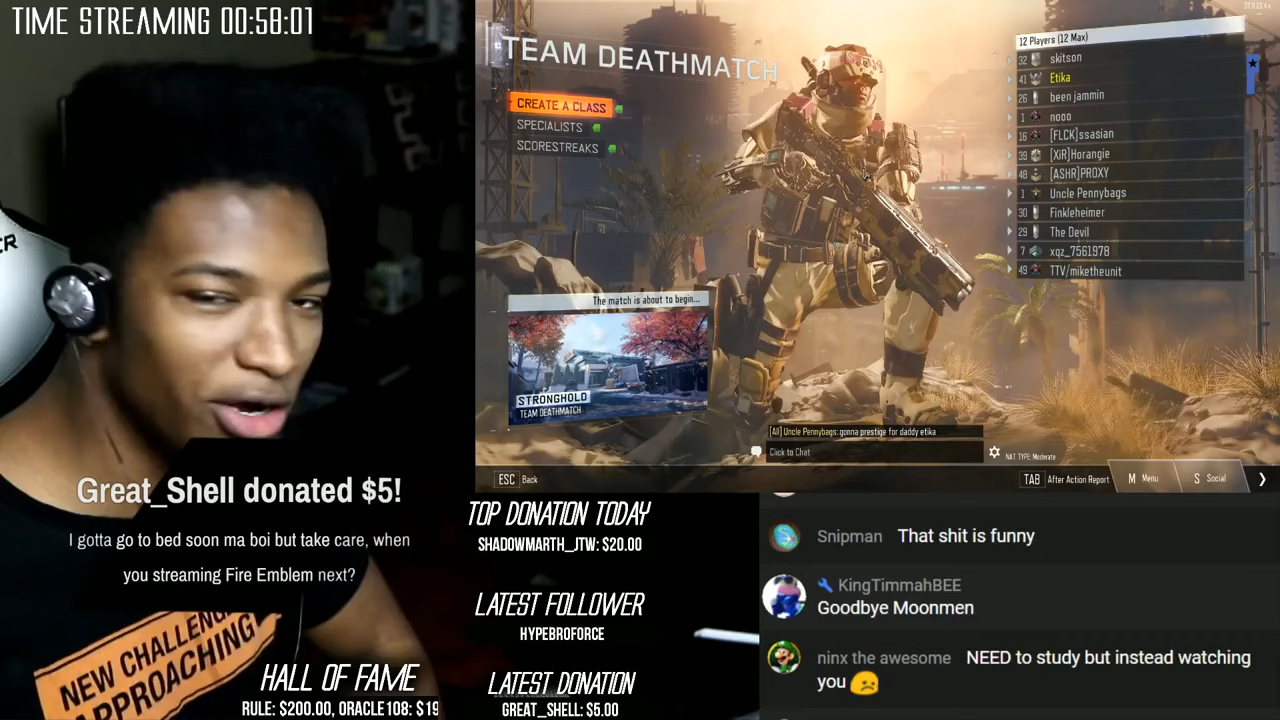 TIME STREAMING 00:58:01
TEAM DEATHMATCH
CREATE A CLASS
SPECIALISTS
SCORESTREAKS
12 Players (12 Max)
32 skitson
41 Etika
26 been jammin
1 nooo
16 [FLCK]ssasian
39 [XiR]Horangie
48 [ASHR]PROXY
1 Uncle Pennybags
30 Finkleheimer
29 The Devil
7 xqz_7561978
49 TTV/miketheunit
The match is about to begin...
STRONGHOLD
TEAM DEATHMATCH
[All] Uncle Pennybags: gonna prestige for daddy etika
Click to Chat
NAT TYPE: Moderate
ESC Back
TAB After Action Report
M Menu
S Social
Great_Shell donated $5!
I gotta go to bed soon ma boi but take care, when
you streaming Fire Emblem next?
NEW CHALLENG
APPROACHING
HALL OF FAME
RULE: $200.00, ORACLE108: $19
TOP DONATION TODAY
SHADOWMARTH_JTW: $20.00
LATEST FOLLOWER
HYPEBROFORCE
LATEST DONATION
GREAT_SHELL: $5.00
Snipman That shit is funny
KingTimmahBEE
Goodbye Moonmen
ninx the awesome NEED to study but instead watching
you